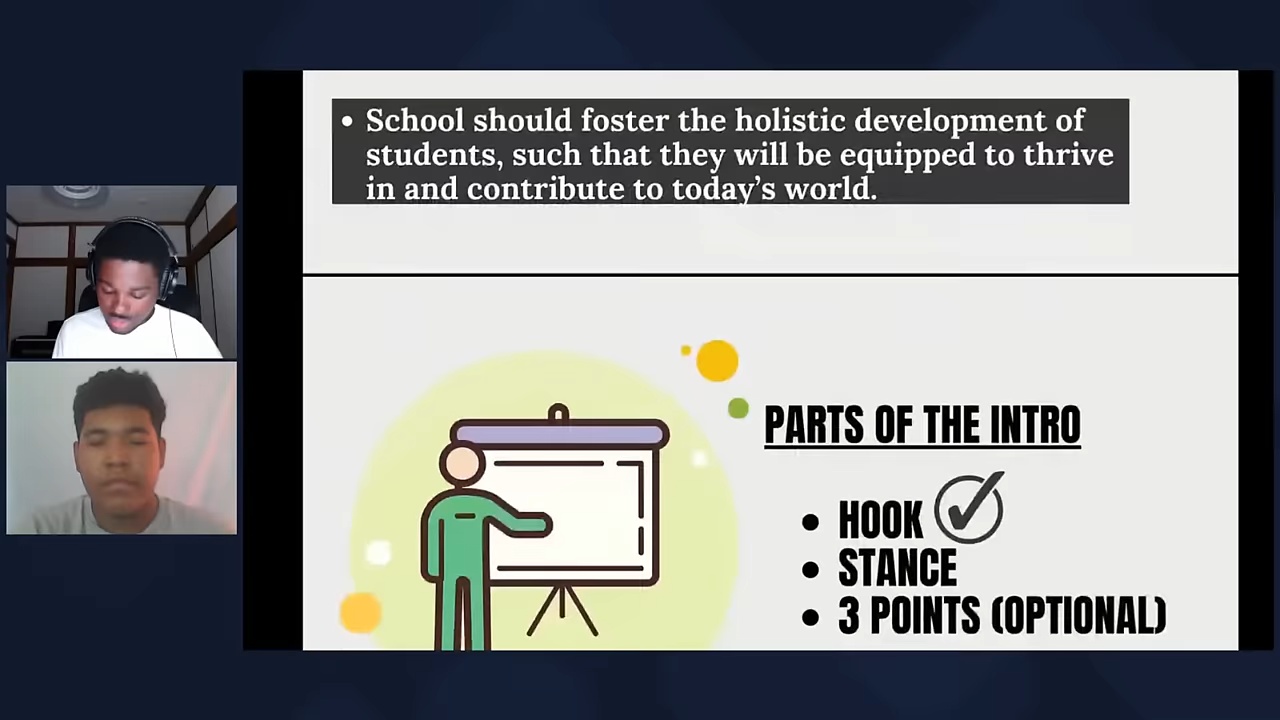 • School should foster the holistic development of
students, such that they will be equipped to thrive
in and contribute to today's world.
PARTS OF THE INTRO
• HOOK
• STANCE
• 3 POINTS (OPTIONAL)